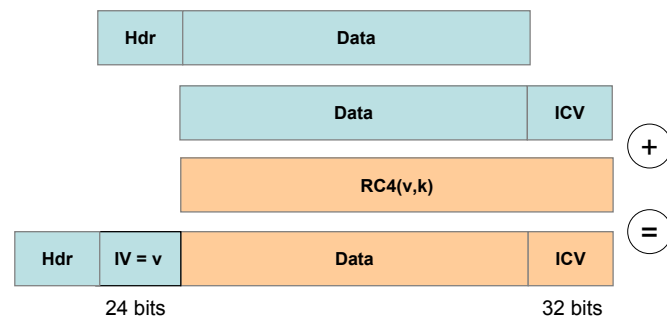 Hdr Data
Data ICV
+
RC4(v,k)
=
Hdr IV = v Data ICV
24 bits 32 bits